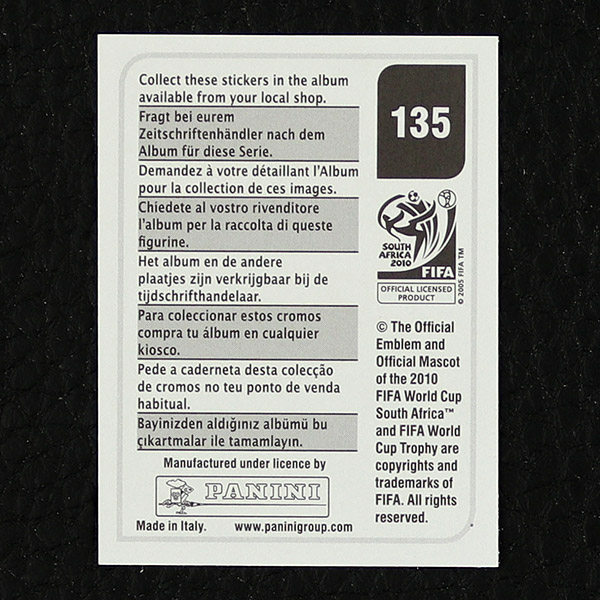 Collect these stickers in the album
available from your local shop.
Fragt bei eurem
Zeitschriftenhändler nach dem
Album für diese Serie.
Demandez à votre détaillant l'Album
pour la collection de ces images.
Chiedete al vostro rivenditore
l'album per la raccolta di queste
figurine.
Het album en de andere
plaatjes zijn verkrijgbaar bij de
tijdschrifthandelaar.
Para coleccionar estos cromos
compra tu álbum en cualquier
kiosco.
Pede a caderneta desta colecção
de cromos no teu ponto de venda
habitual.
Bayinizden aldığınız albümü bu
çıkartmalar ile tamamlayın.
Manufactured under licence by
PANINI
Made in Italy. www.paninigroup.com
135
SOUTH
AFRICA
2010
FIFA
OFFICIAL LICENSED
PRODUCT
© 2005 FIFA TM
© The Official
Emblem and
Official Mascot
of the 2010
FIFA World Cup
South Africa™
and FIFA World
Cup Trophy are
copyrights and
trademarks of
FIFA. All rights
reserved.